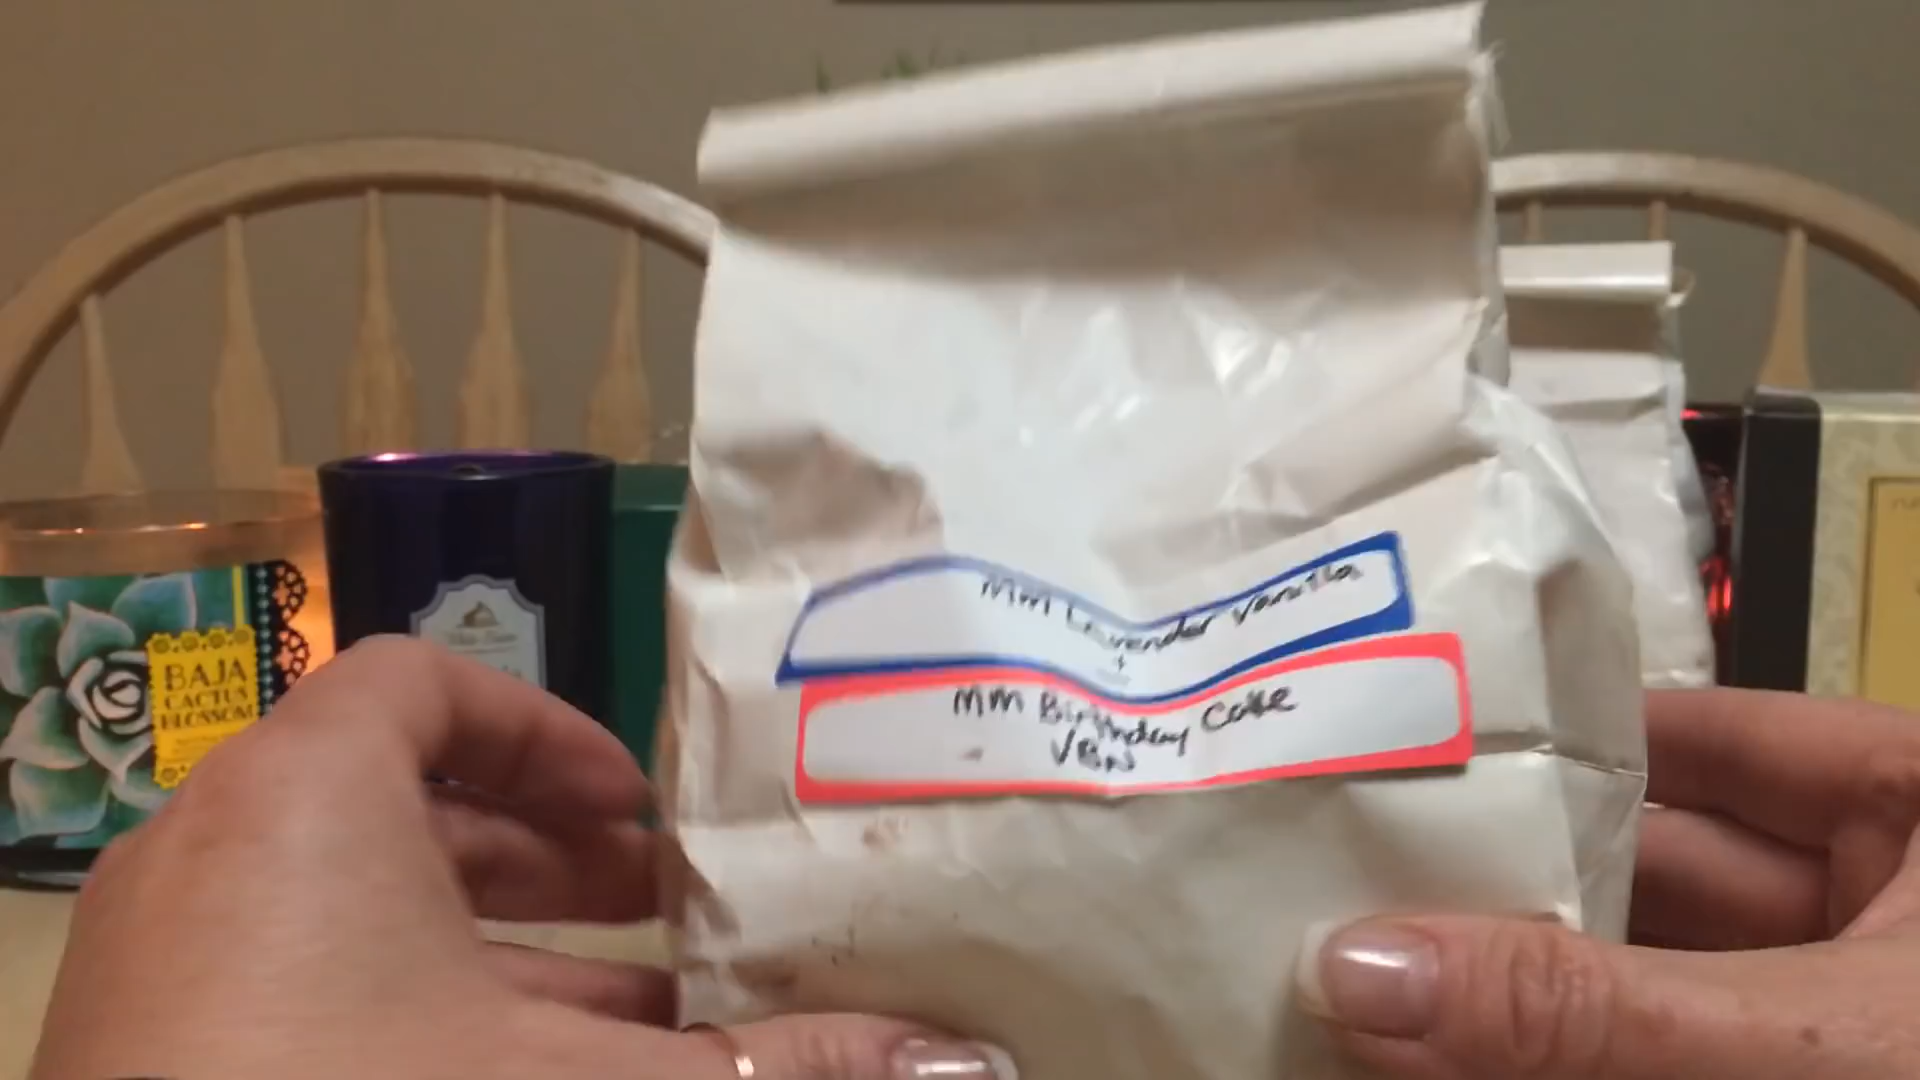 MM Lavender Vanilla
+
MM Birthday Cake
VBN
BAJA
CACTUS
BLOSSOM